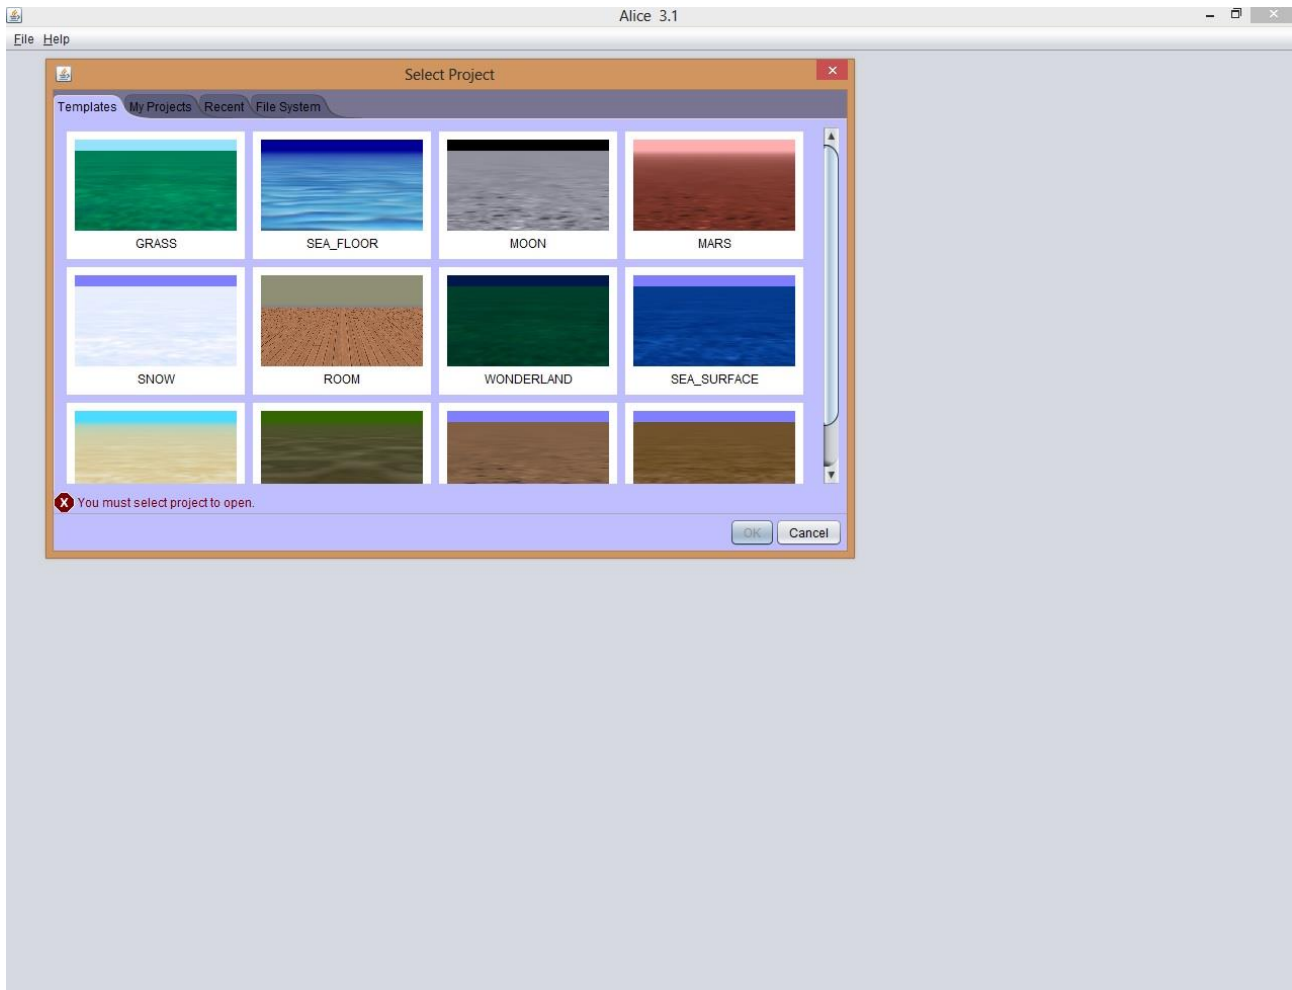 Alice 3.1
File Help
Select Project
Templates My Projects Recent File System
GRASS SEA_FLOOR MOON MARS
SNOW ROOM WONDERLAND SEA_SURFACE
You must select project to open.
OK Cancel